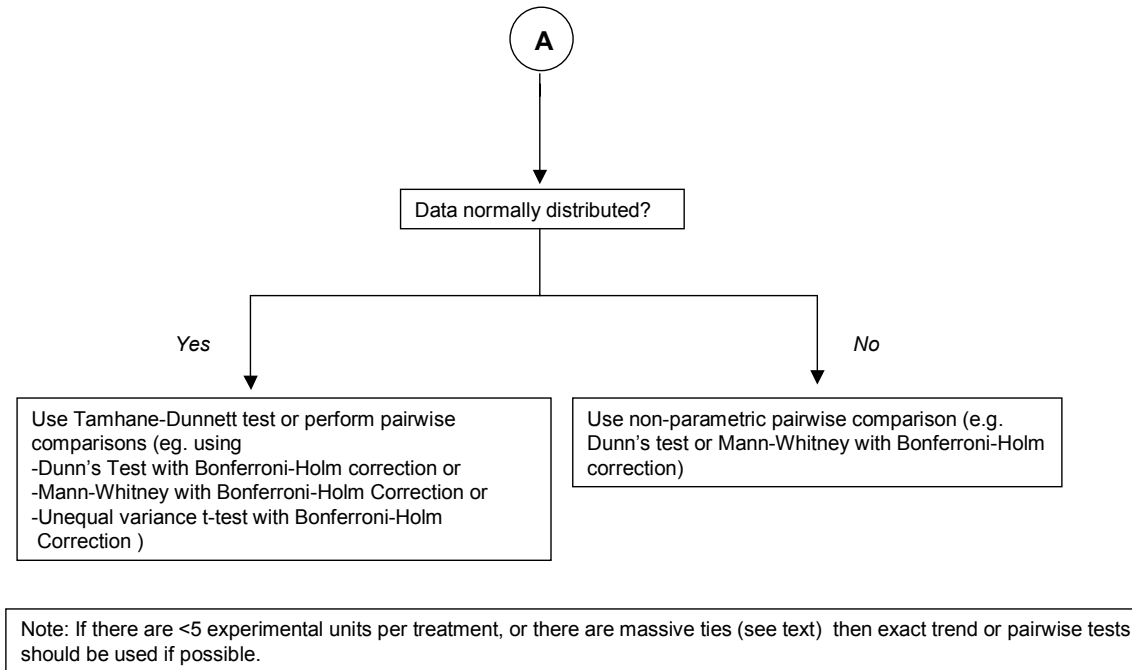 A
Data normally distributed?
Yes
No
Use Tamhane-Dunnett test or perform pairwise
comparisons (eg. using
-Dunn's Test with Bonferroni-Holm correction or
-Mann-Whitney with Bonferroni-Holm Correction or
-Unequal variance t-test with Bonferroni-Holm
Correction )
Use non-parametric pairwise comparison (e.g.
Dunn's test or Mann-Whitney with Bonferroni-Holm
correction)
Note: If there are <5 experimental units per treatment, or there are massive ties (see text)  then exact trend or pairwise tests
should be used if possible.